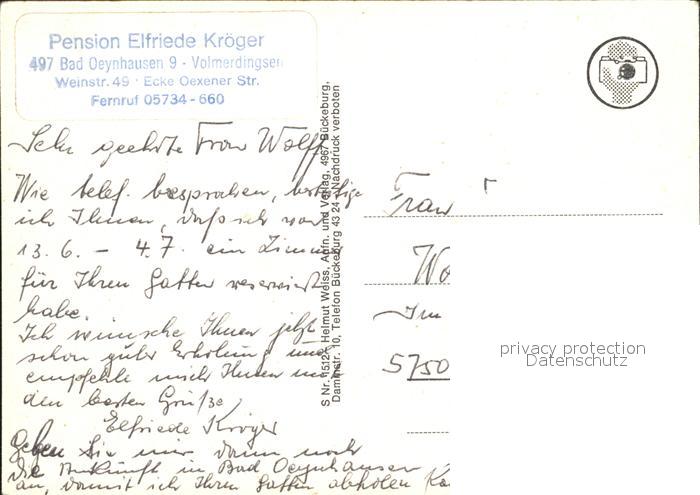 Pension Elfriede Kröger
497 Bad Oeynhausen 9 - Volmerdingsen
Weinstr. 49 · Ecke Oexener Str.
Fernruf 05734 - 660
Sehr geehrte Frau Wolff
Wie telef. besprochen, bestätige
ich Ihnen, daß ich vom
13.6. – 4.7. ein Zimmer
für Ihren Gatten reserviert
habe.
Ich wünsche Ihnen jetzt
schon gute Erholung und
empfehle mich Ihnen mit
den besten Grüße,
Elfriede Kröger
Geben Sie mir dann noch
die Ankunft in Bad Oeynhausen
an, damit ich Ihren Gatten abholen Ka
S Nr. 1512 Helmut Weiss, Ahn. und Verlag, 4967 Bückeburg,
10, Telefon Bückeburg 43 24 - Nachdruck verboten
Frau
Wo
Im
5750
privacy protection
Datenschutz